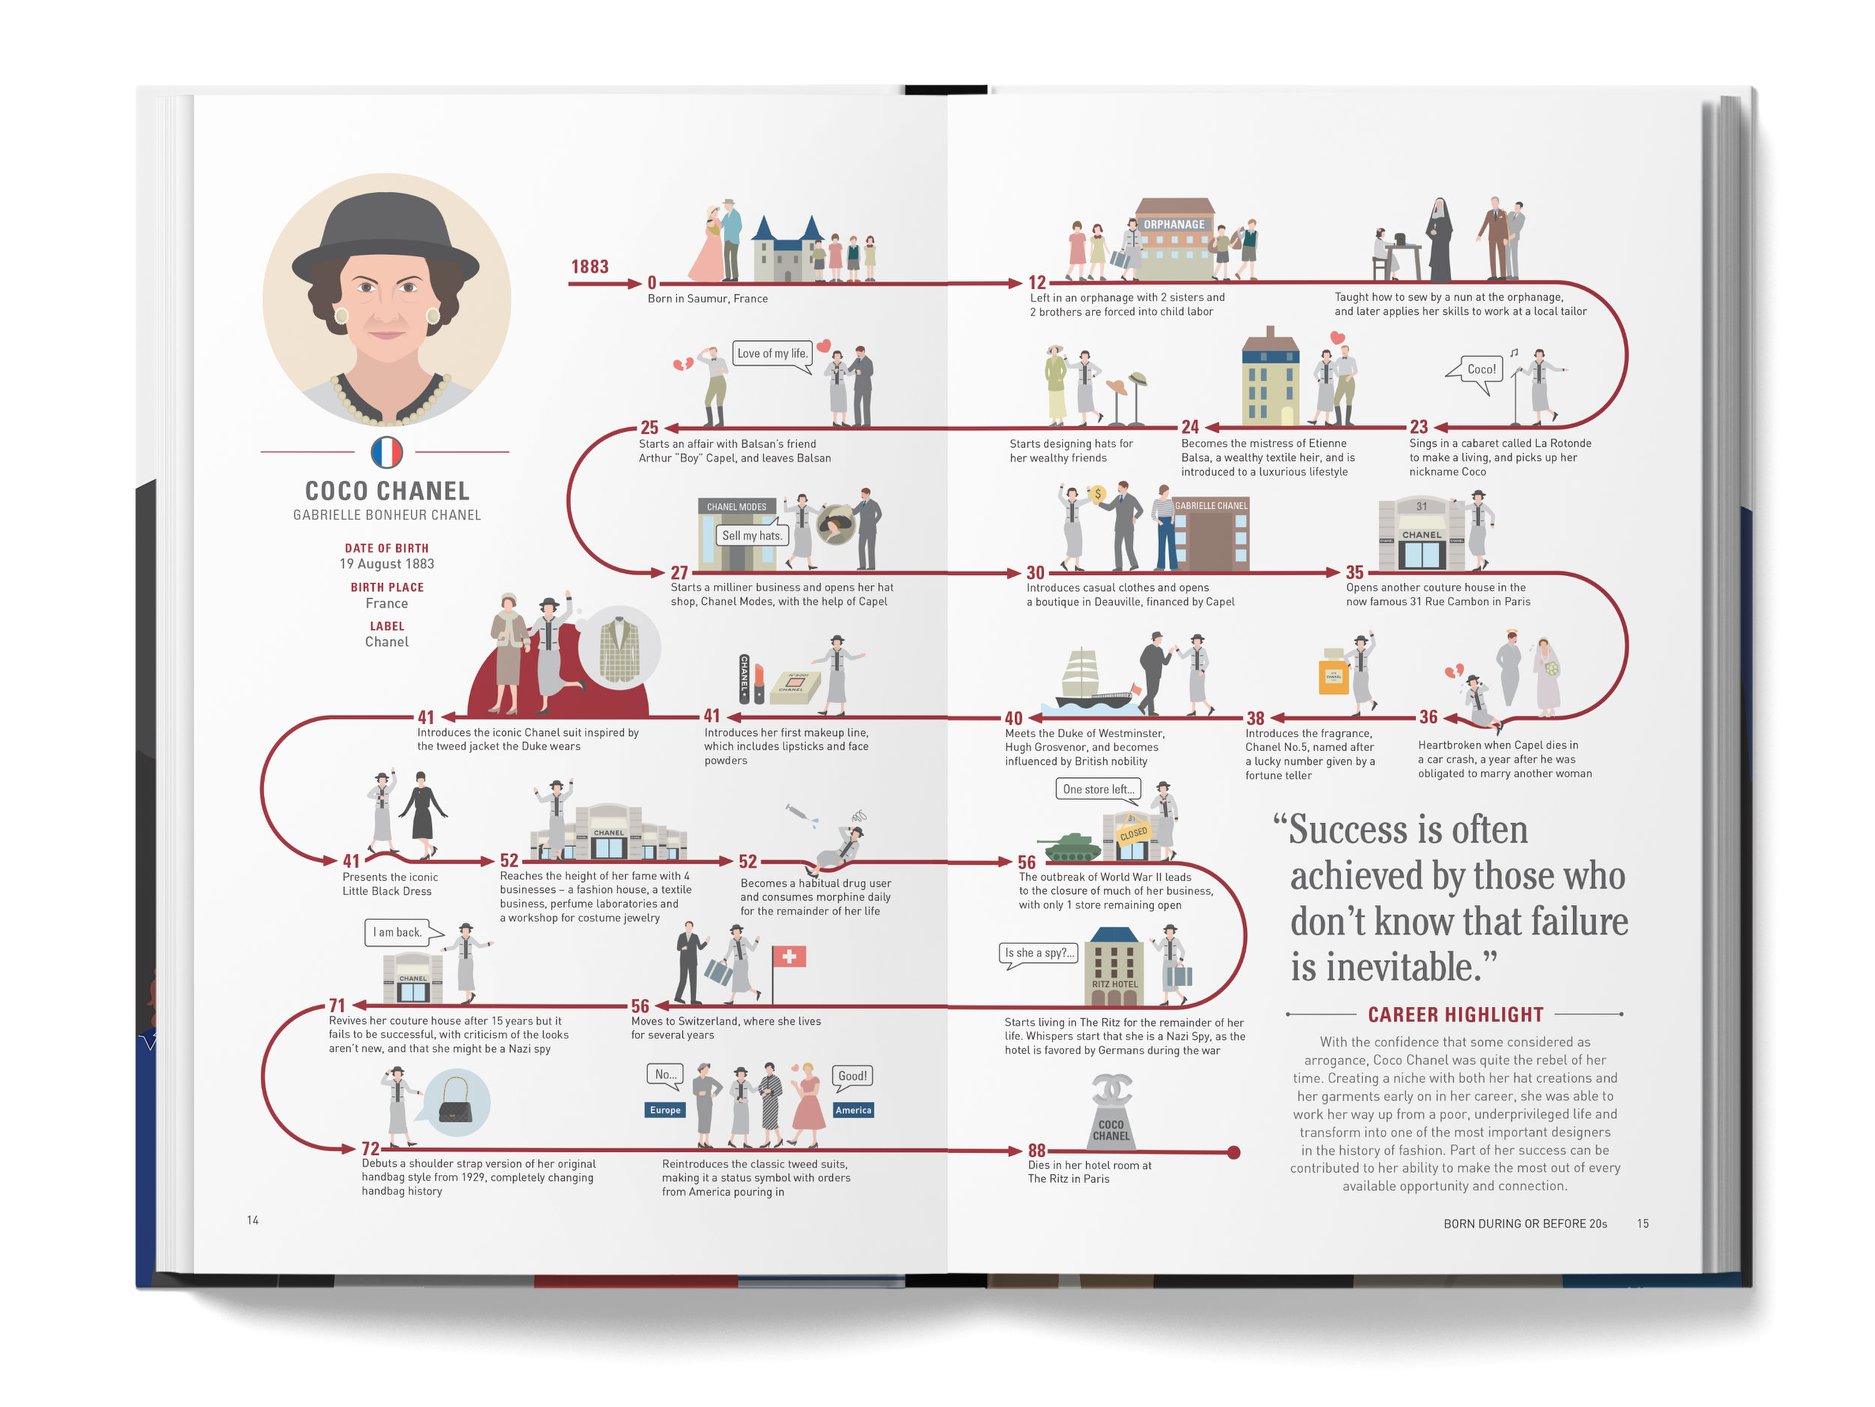 COCO CHANEL
GABRIELLE BONHEUR CHANEL
DATE OF BIRTH
19 August 1883
BIRTH PLACE
France
LABEL
Chanel
1883
0
Born in Saumur, France
ORPHANAGE
12
Left in an orphanage with 2 sisters and
2 brothers are forced into child labor
Taught how to sew by a nun at the orphanage,
and later applies her skills to work at a local tailor
Coco!
23
Sings in a cabaret called La Rotonde
to make a living, and picks up her
nickname Coco
24
Becomes the mistress of Etienne
Balsa, a wealthy textile heir, and is
introduced to a luxurious lifestyle
Starts designing hats for
her wealthy friends
Love of my life.
25
Starts an affair with Balsan's friend
Arthur "Boy" Capel, and leaves Balsan
CHANEL MODES
Sell my hats.
27
Starts a milliner business and opens her hat
shop, Chanel Modes, with the help of Capel
$
GABRIELLE CHANEL
30
Introduces casual clothes and opens
a boutique in Deauville, financed by Capel
31
CHANEL
35
Opens another couture house in the
now famous 31 Rue Cambon in Paris
36
Heartbroken when Capel dies in
a car crash, a year after he was
obligated to marry another woman
CHANEL
38
Introduces the fragrance,
Chanel No.5, named after
a lucky number given by a
fortune teller
40
Meets the Duke of Westminster,
Hugh Grosvenor, and becomes
influenced by British nobility
CHANEL
CHANEL
41
Introduces her first makeup line,
which includes lipsticks and face
powders
41
Introduces the iconic Chanel suit inspired by
the tweed jacket the Duke wears
41
Presents the iconic
Little Black Dress
CHANEL
52
Reaches the height of her fame with 4
businesses – a fashion house, a textile
business, perfume laboratories and
a workshop for costume jewelry
52
Becomes a habitual drug user
and consumes morphine daily
for the remainder of her life
One store left...
31
CLOSED
56
The outbreak of World War II leads
to the closure of much of her business,
with only 1 store remaining open
Is she a spy?...
RITZ HOTEL
Starts living in The Ritz for the remainder of her
life. Whispers start that she is a Nazi Spy, as the
hotel is favored by Germans during the war
56
Moves to Switzerland, where she lives
for several years
I am back.
CHANEL
71
Revives her couture house after 15 years but it
fails to be successful, with criticism of the looks
aren't new, and that she might be a Nazi spy
72
Debuts a shoulder strap version of her original
handbag style from 1929, completely changing
handbag history
No...
Europe
Good!
America
Reintroduces the classic tweed suits,
making it a status symbol with orders
from America pouring in
COCO
CHANEL
88
Dies in her hotel room at
The Ritz in Paris
“Success is often
achieved by those who
don’t know that failure
is inevitable.”
CAREER HIGHLIGHT
With the confidence that some considered as
arrogance, Coco Chanel was quite the rebel of her
time. Creating a niche with both her hat creations and
her garments early on in her career, she was able to
work her way up from a poor, underprivileged life and
transform into one of the most important designers
in the history of fashion. Part of her success can be
contributed to her ability to make the most out of every
available opportunity and connection.
14
BORN DURING OR BEFORE 20s 15